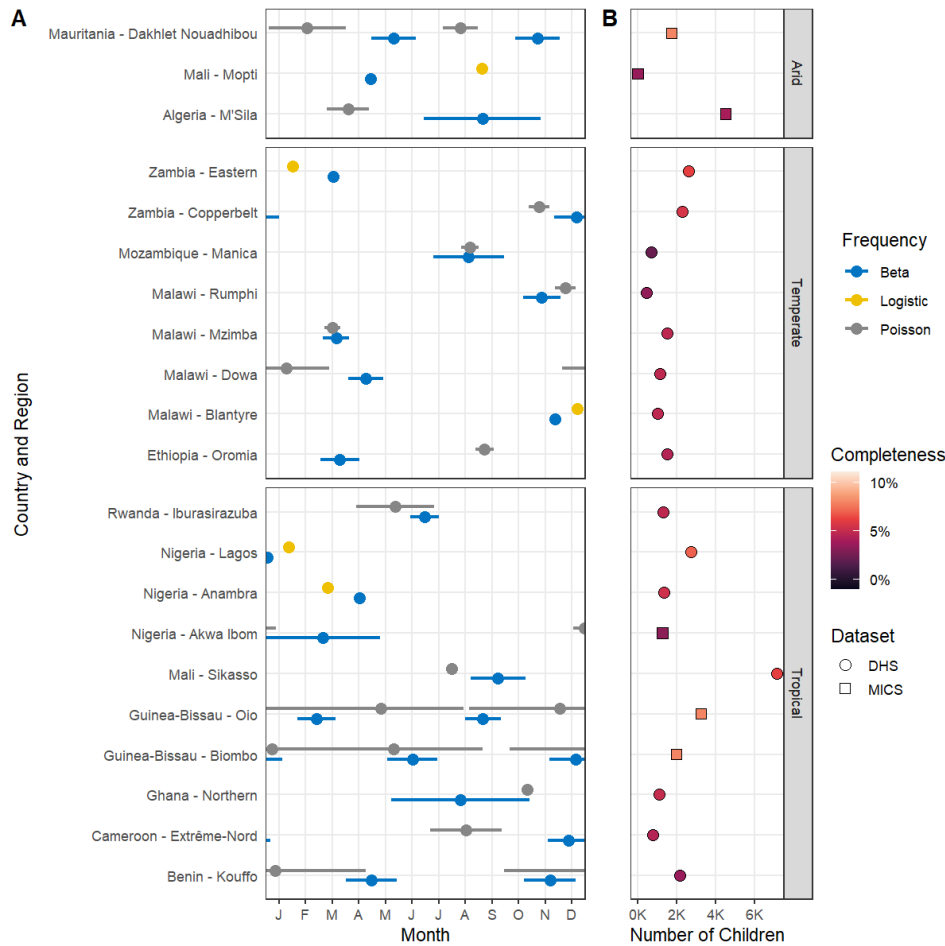 A
B
Country and Region
Mauritania - Dakhlet Nouadhibou
Mali - Mopti
Algeria - M'Sila
Arid
Zambia - Eastern
Zambia - Copperbelt
Mozambique - Manica
Malawi - Rumphi
Malawi - Mzimba
Malawi - Dowa
Malawi - Blantyre
Ethiopia - Oromia
Temperate
Rwanda - Iburasirazuba
Nigeria - Lagos
Nigeria - Anambra
Nigeria - Akwa Ibom
Mali - Sikasso
Guinea-Bissau - Oio
Guinea-Bissau - Biombo
Ghana - Northern
Cameroon - Extrême-Nord
Benin - Kouffo
Tropical
J F M A M J J A S O N D
Month
0K 2K 4K 6K
Number of Children
Frequency
Beta
Logistic
Poisson
Completeness
10%
5%
0%
Dataset
DHS
MICS